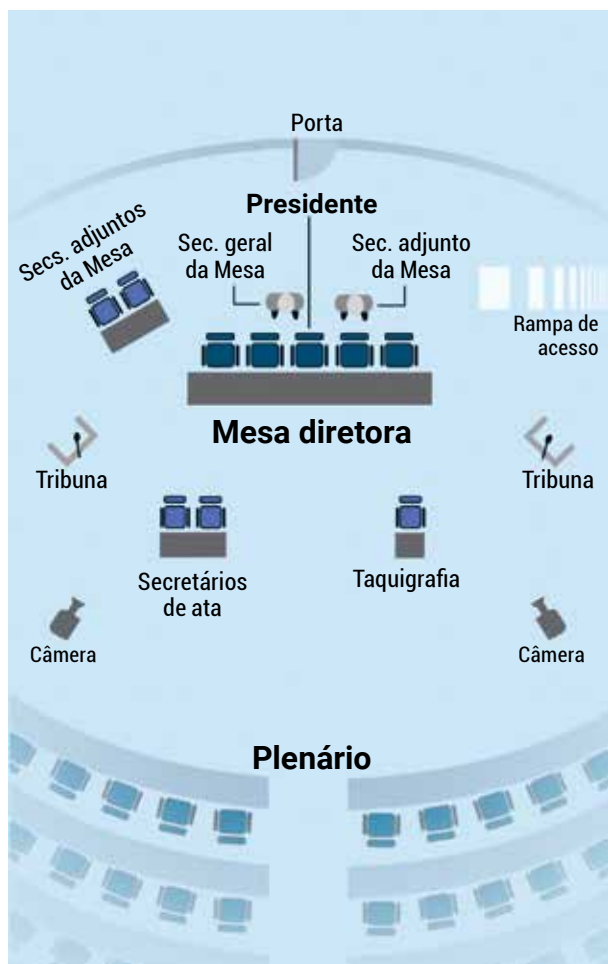 Porta
Presidente
Secs. adjuntos
da Mesa
Sec. geral
da Mesa
Sec. adjunto
da Mesa
Rampa de
acesso
Mesa diretora
Tribuna
Tribuna
Secretários
de ata
Taquigrafia
Câmera
Câmera
Plenário